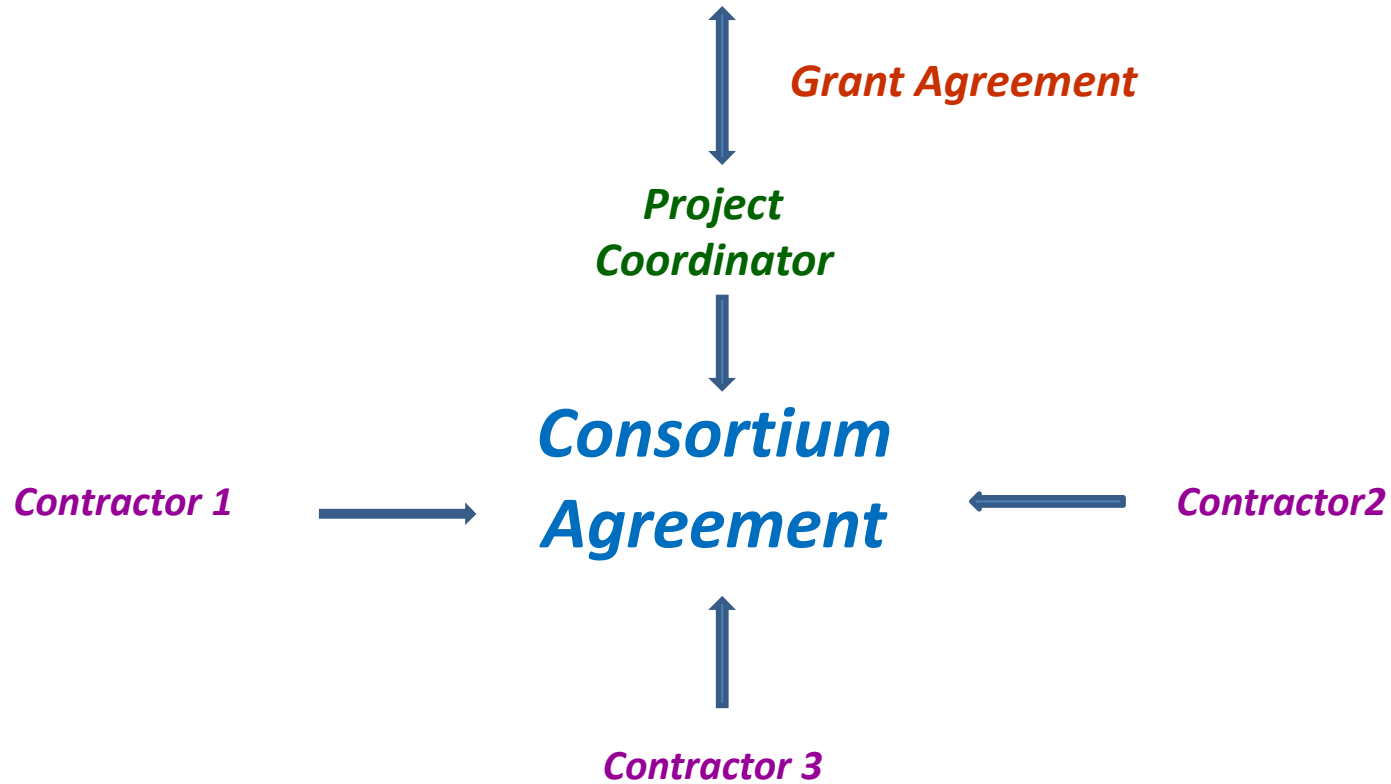 Grant Agreement
Project
Coordinator
Consortium
Agreement
Contractor 1
Contractor2
Contractor 3